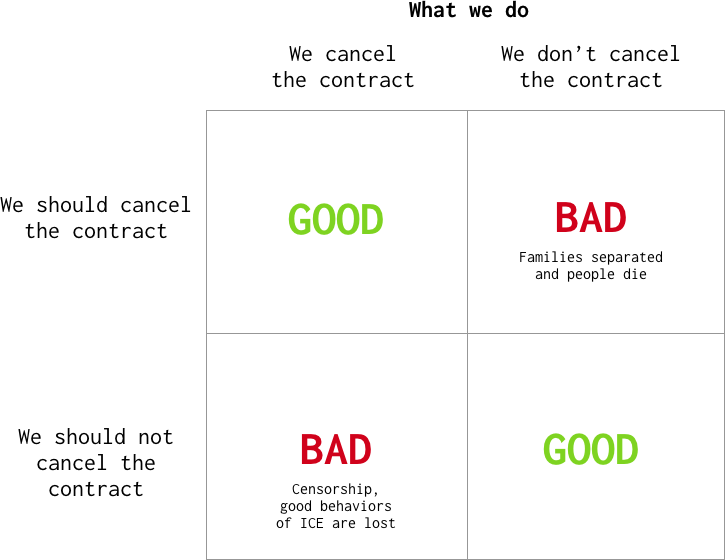 What we do
We cancel
the contract
We don't cancel
the contract
We should cancel
the contract
GOOD
BAD
Families separated
and people die
We should not
cancel the
contract
BAD
Censorship,
good behaviors
of ICE are lost
GOOD